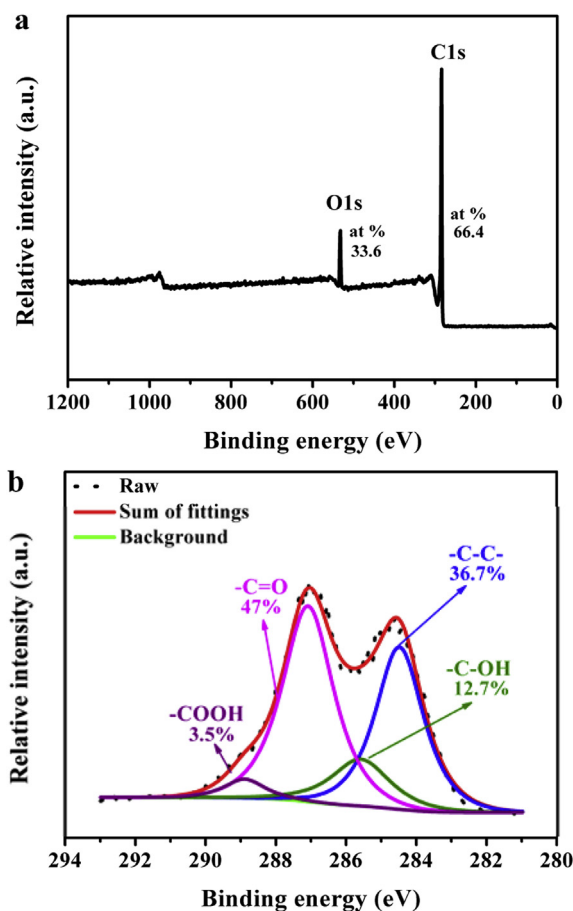 a
C1s
O1s
at %
33.6
at %
66.4
Relative intensity (a.u.)
1200 1000 800 600 400 200 0
Binding energy (eV)
b
Raw
Sum of fittings
Background
-C=O
47%
-C-C-
36.7%
-C-OH
12.7%
-COOH
3.5%
Relative intensity (a.u.)
294 292 290 288 286 284 282 280
Binding energy (eV)